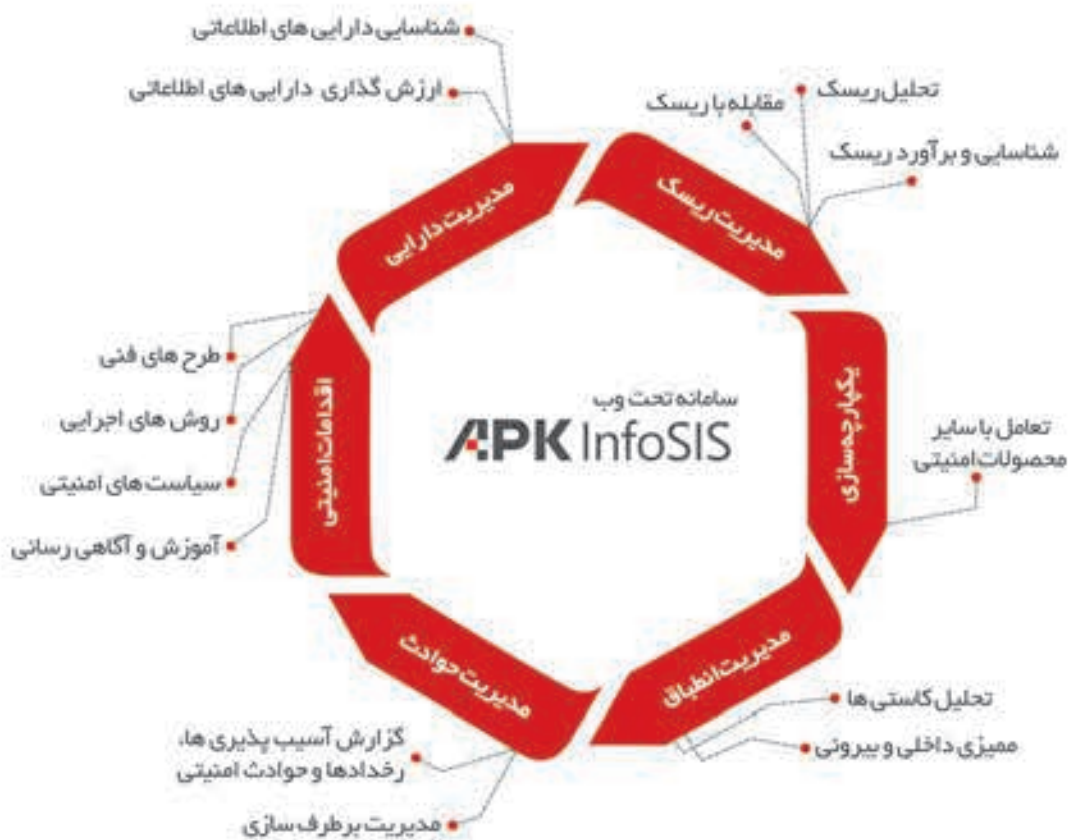 شناسایی دارایی های اطلاعاتی
ارزش گذاری دارایی های اطلاعاتی
مدیریت دارایی
تحلیل ریسک
مقابله با ریسک
شناسایی و برآورد ریسک
مدیریت ریسک
یکپارچه سازی
تعامل با سایر
محصولات امنیتی
مدیریت انطباق
تحلیل کاستی ها
ممیزی داخلی و بیرونی
مدیریت حوادث
گزارش آسیب پذیری ها،
رخدادها و حوادث امنیتی
مدیریت برطرف سازی
اقدامات امنیتی
طرح های فنی
روش های اجرایی
سیاست های امنیتی
آموزش و آگاهی رسانی
سامانه تحت وب
APK InfoSIS